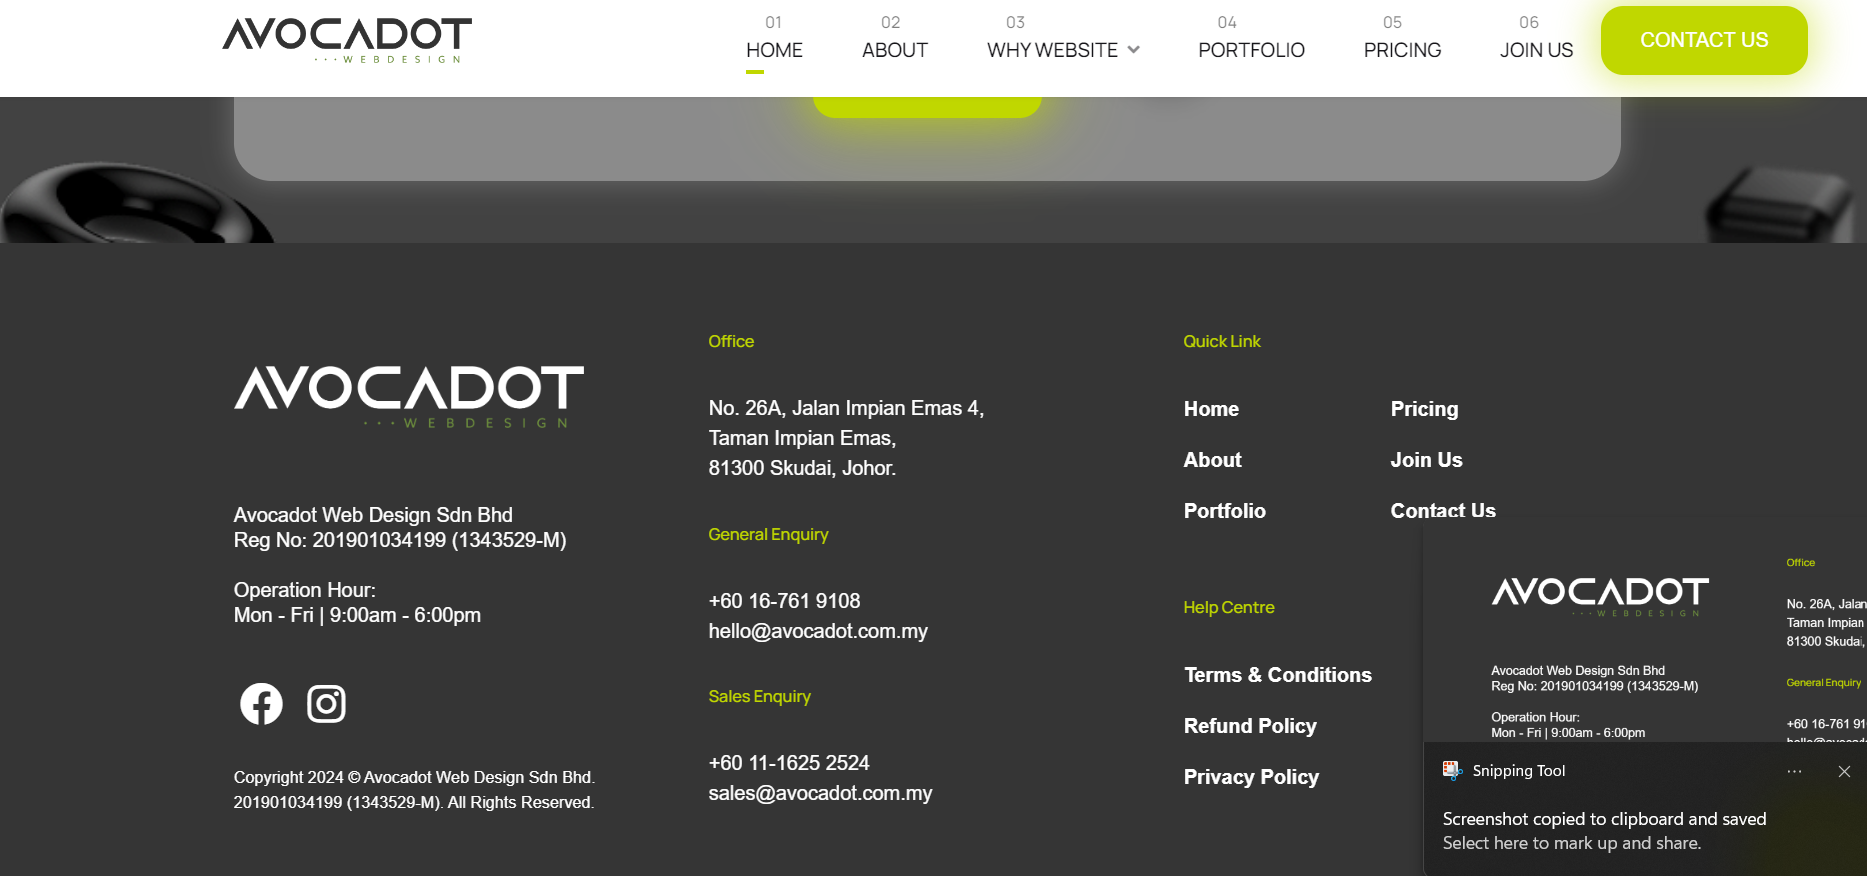 AVOCADOT
WEBDESIGN
01
HOME
02
ABOUT
03
WHY WEBSITE
04
PORTFOLIO
05
PRICING
06
JOIN US
CONTACT US
AVOCADOT
WEBDESIGN
Avocadot Web Design Sdn Bhd
Reg No: 201901034199 (1343529-M)
Operation Hour:
Mon - Fri | 9:00am - 6:00pm
Copyright 2024 © Avocadot Web Design Sdn Bhd.
201901034199 (1343529-M). All Rights Reserved.
Office
No. 26A, Jalan Impian Emas 4,
Taman Impian Emas,
81300 Skudai, Johor.
General Enquiry
+60 16-761 9108
hello@avocadot.com.my
Sales Enquiry
+60 11-1625 2524
sales@avocadot.com.my
Quick Link
Home
About
Portfolio
Pricing
Join Us
Contact Us
Help Centre
Terms & Conditions
Refund Policy
Privacy Policy
AVOCADOT
WEBDESIGN
Avocadot Web Design Sdn Bhd
Reg No: 201901034199 (1343529-M)
Operation Hour:
Mon - Fri | 9:00am - 6:00pm
Office
No. 26A, Jalan
Taman Impian
81300 Skudai,
General Enquiry
+60 16-761 91
Snipping Tool
Screenshot copied to clipboard and saved
Select here to mark up and share.